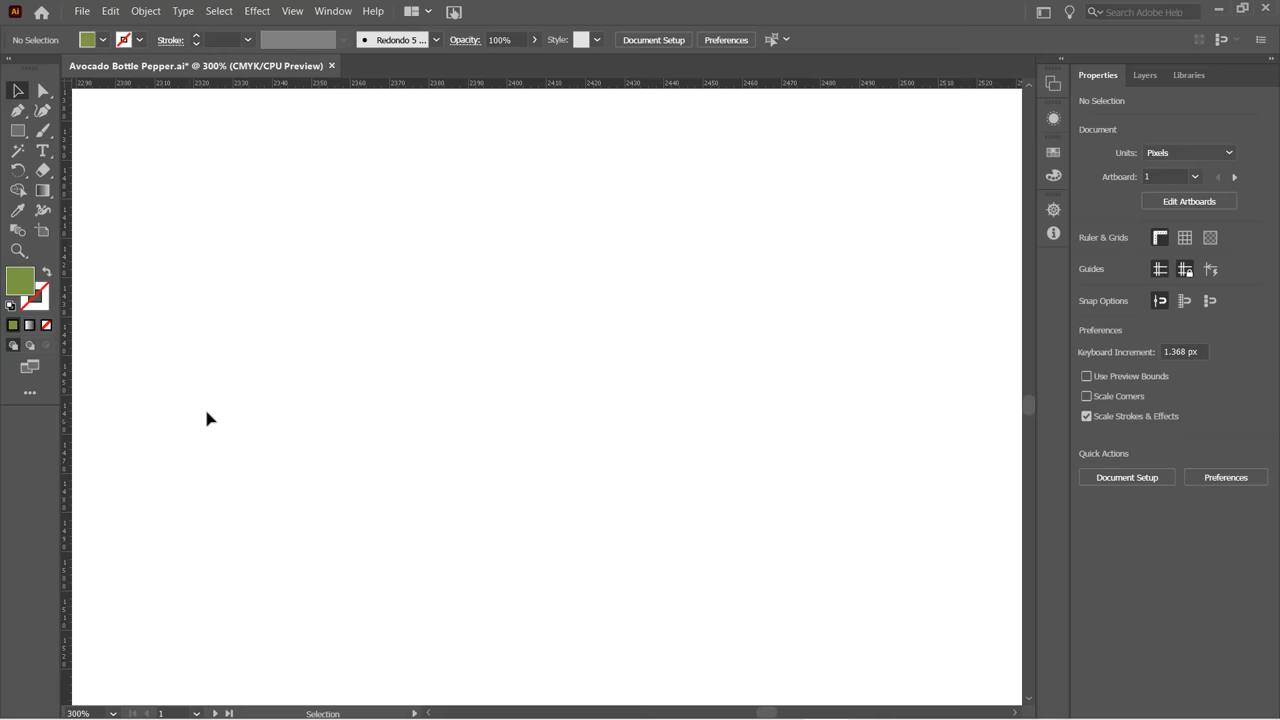 Ai File Edit Object Type Select Effect View Window Help Search Adobe Help
No Selection Stroke: Redondo 5 ... Opacity: 100% Style: Document Setup Preferences
Avocado Bottle Pepper.ai* @ 300% (CMYK/CPU Preview) ×
2290 2300 2310 2320 2330 2340 2350 2360 2370 2380 2390 2400 2410 2420 2430 2440 2450 2460 2470 2480 2490 2500 2510 2520
Properties Layers Libraries
No Selection
Document
Units: Pixels
Artboard: 1
Edit Artboards
Ruler & Grids
Guides
Snap Options
Preferences
Keyboard Increment: 1.368 px
Use Preview Bounds
Scale Corners
Scale Strokes & Effects
Quick Actions
Document Setup Preferences
300% 1 Selection